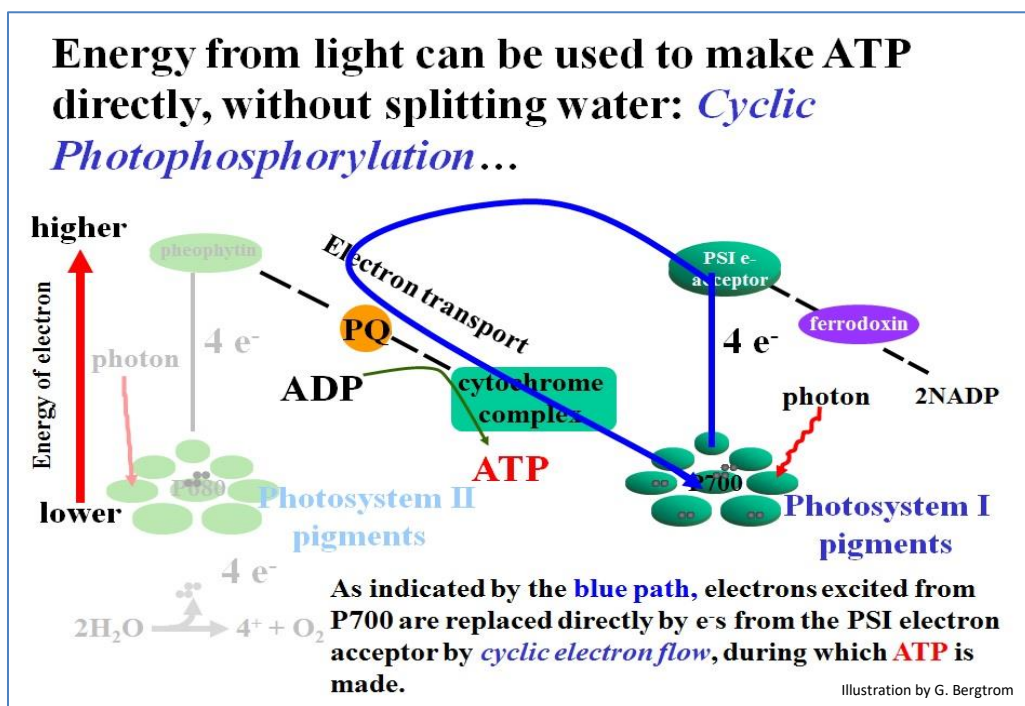 Energy from light can be used to make ATP
directly, without splitting water: Cyclic
Photophosphorylation…
higher
Energy of electron
lower
pheophytin
4 e-
photon
P680
Photosystem II
pigments
4 e-
2H2O
4+ + O2
Electron transport
PQ
ADP
cytochrome
complex
ATP
PSI e-
acceptor
4 e-
ferrodoxin
photon
2NADP
P700
Photosystem I
pigments
As indicated by the blue path, electrons excited from
P700 are replaced directly by e-s from the PSI electron
acceptor by cyclic electron flow, during which ATP is
made.
Illustration by G. Bergtrom